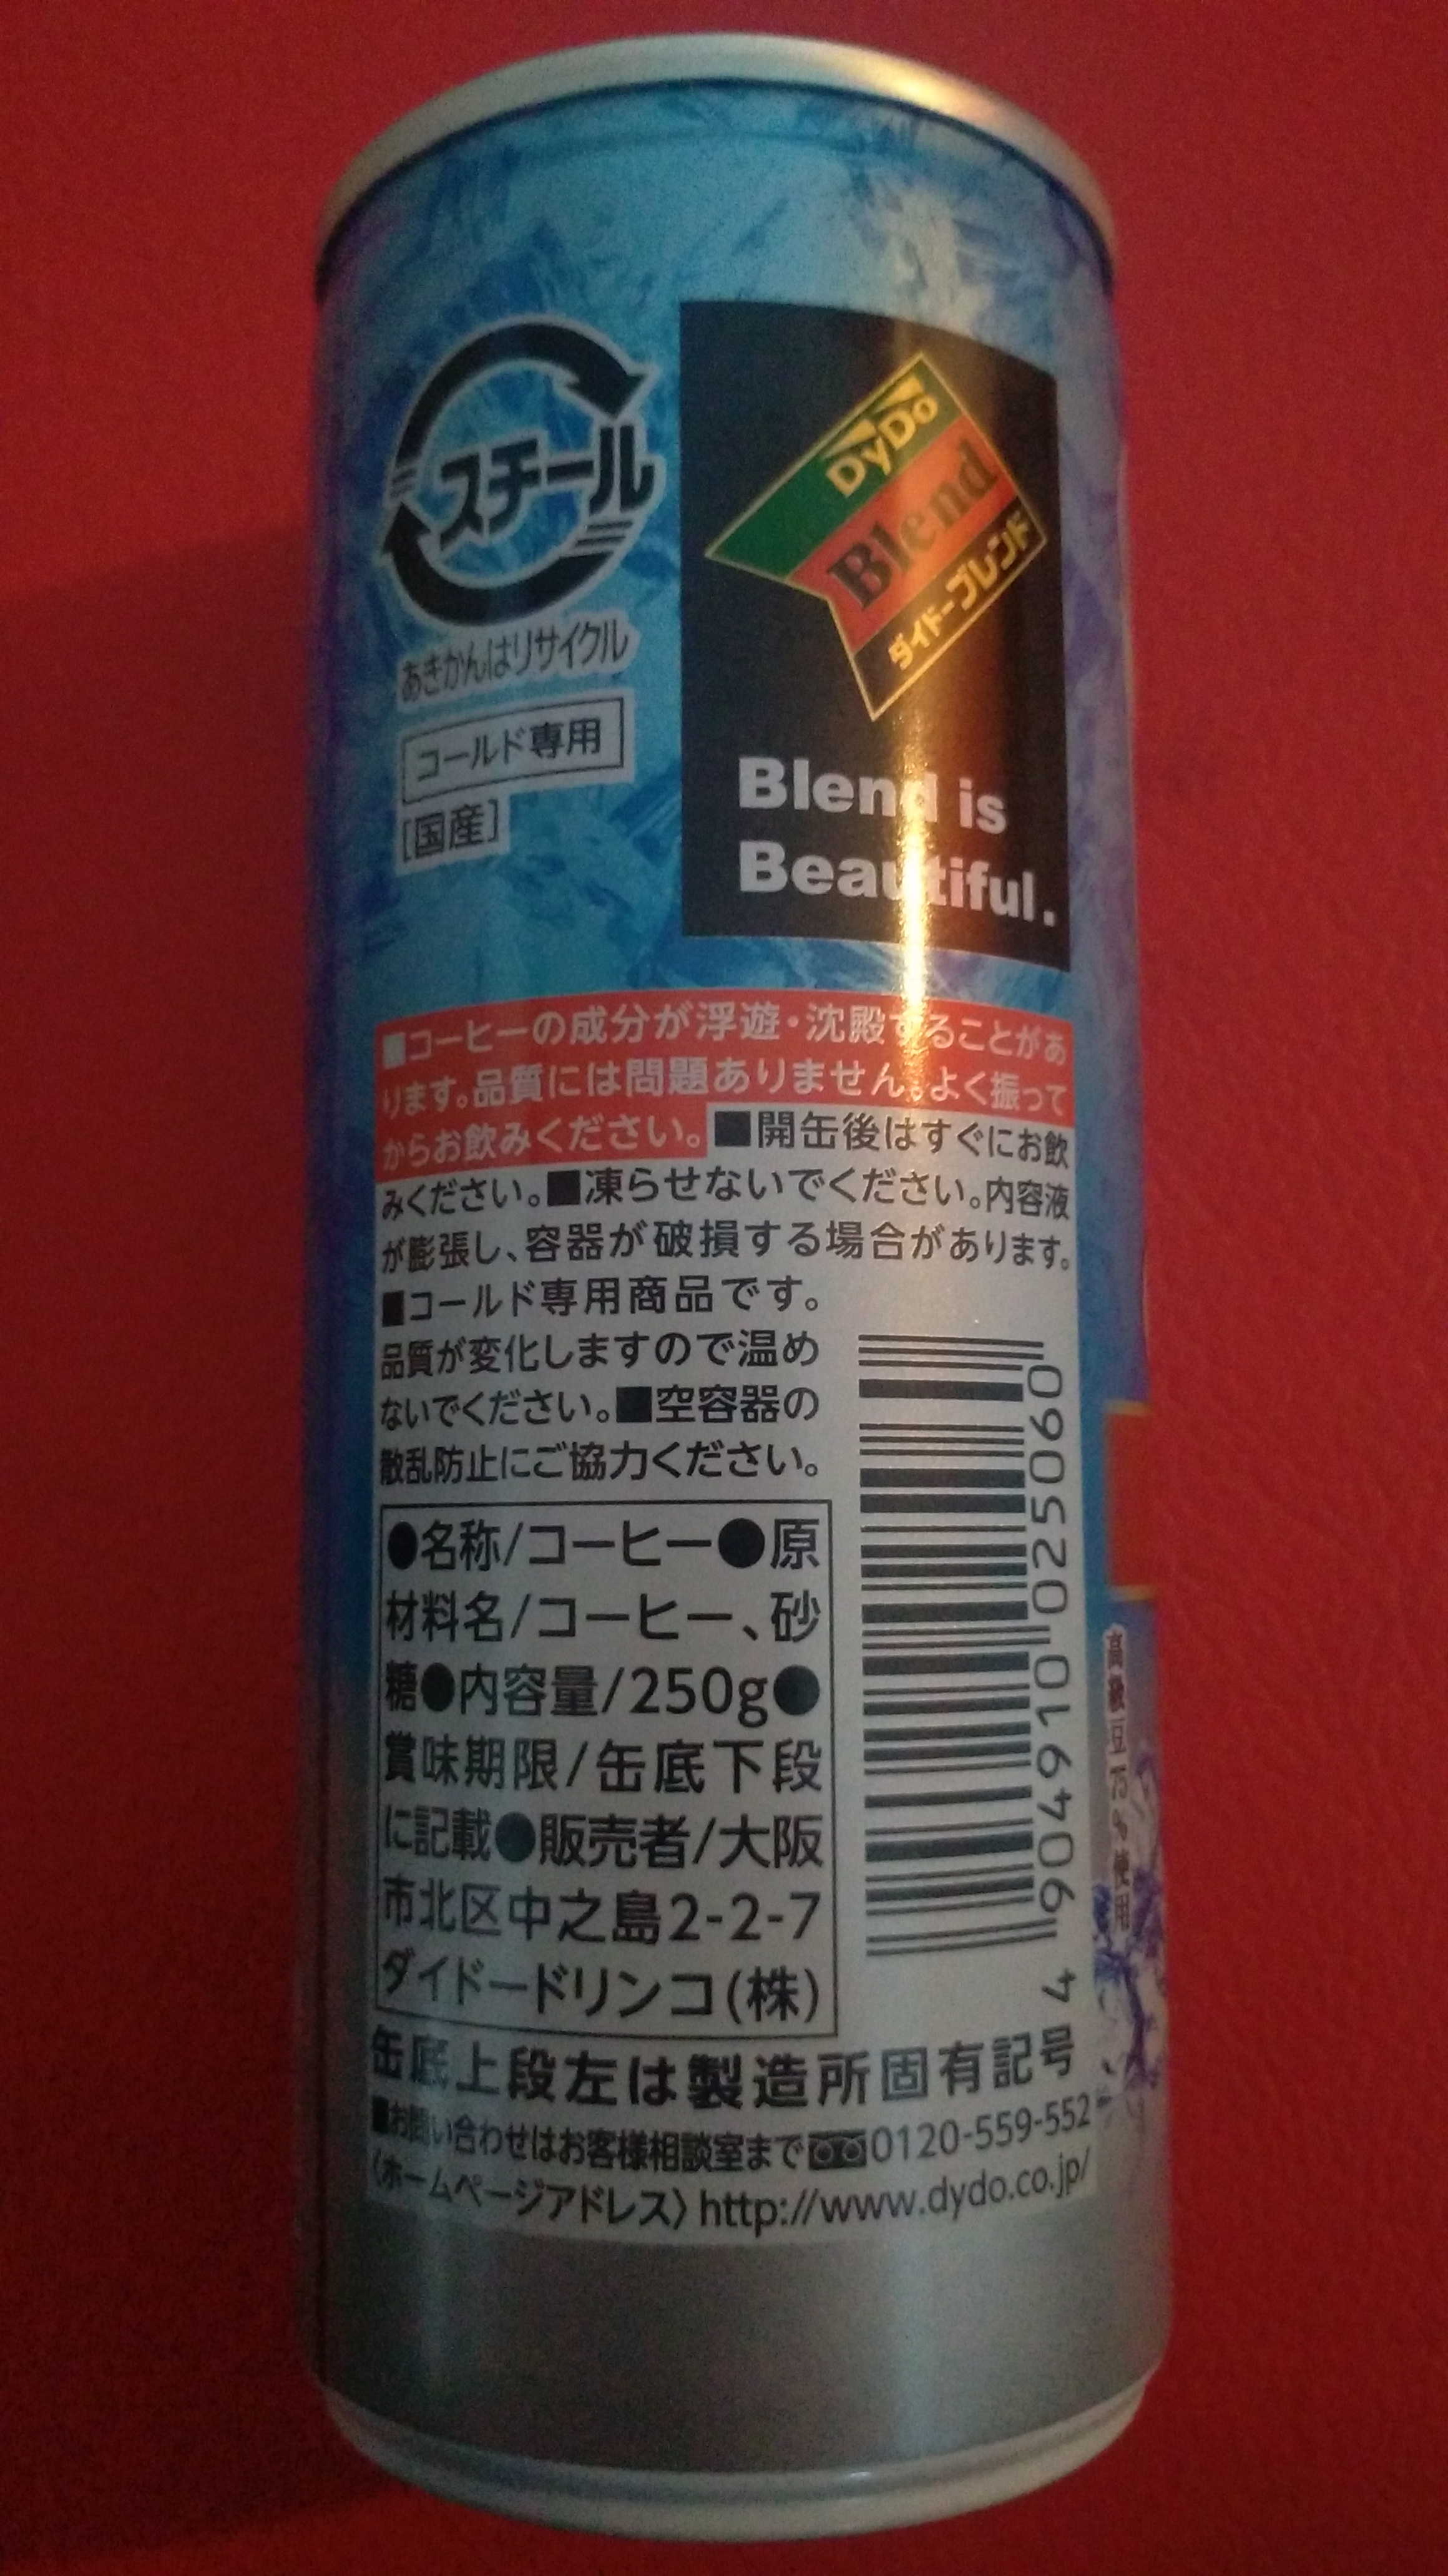 スチール
あきかんはリサイクル
コールド専用
[国産]
DyDo
Blend
ダイドーブレンド
Blend is
Beautiful.
■コーヒーの成分が浮遊・沈殿することがあ
ります。品質には問題ありません。よく振って
からお飲みください。■開缶後はすぐにお飲
みください。■凍らせないでください。内容液
が膨張し、容器が破損する場合があります。
■コールド専用商品です。
品質が変化しますので温め
ないでください。■空容器の
散乱防止にご協力ください。
●名称/コーヒー●原
材料名/コーヒー、砂
糖●内容量/250g●
賞味期限/缶底下段
に記載●販売者/大阪
市北区中之島2-2-7
ダイドードリンコ(株)
4 904910 025060
缶底上段左は製造所固有記号
■お問い合わせはお客様相談室まで0120-559-552
〈ホームページアドレス〉http://www.dydo.co.jp/
高級豆75%使用